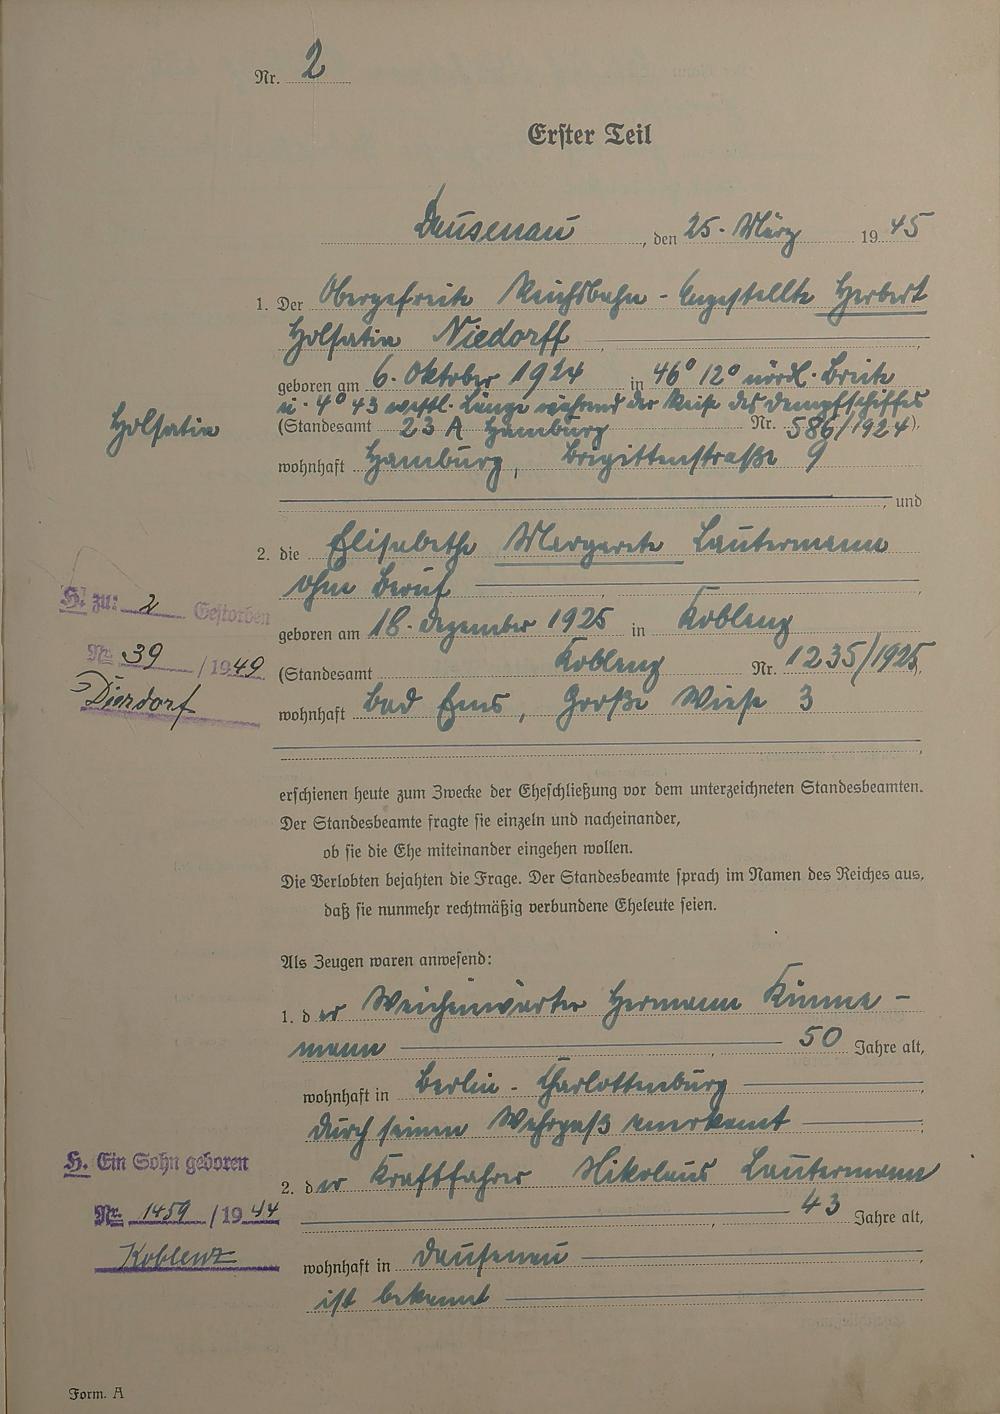 Nr. 2
Erster Teil
Dausenau, den 25. März 1945
1. Der Obergefreite Reichsbahn-Angestellte Herbert
Holsatia Niedorff
geboren am 6. Oktober 1924 in 46° 12° nördl. Breite
u. 4° 43 westl. Länge während der Reise des Dampfschiffes
Holsatia
(Standesamt 23 A Hamburg Nr. 586/1924),
wohnhaft Hamburg, Brigittenstraße 9
, und
2. die Elisabethe Margarete Lautermann
ohne Beruf
H. zu: 2 Gestorben
geboren am 18. Dezember 1925 in Koblenz
Nr. 39 /1949
(Standesamt Koblenz Nr. 1235/1925,
Dierdorf
wohnhaft Bad Ems, Große Wiese 3
erschienen heute zum Zwecke der Eheschließung vor dem unterzeichneten Standesbeamten.
Der Standesbeamte fragte sie einzeln und nacheinander,
ob sie die Ehe miteinander eingehen wollen.
Die Verlobten bejahten die Frage. Der Standesbeamte sprach im Namen des Reiches aus,
daß sie nunmehr rechtmäßig verbundene Eheleute seien.
Als Zeugen waren anwesend:
1. der Weichenwärter Hermann Kinne-
mann 50 Jahre alt,
wohnhaft in Berlin-Charlottenburg
durch seinen Wehrpaß anerkannt
H. Ein Sohn geboren
2. der Kraftfahrer Nikolaus Lautermann
Nr. 1459 /1944
43 Jahre alt,
Koblenz
wohnhaft in Dausenau
ist bekannt
Form. A